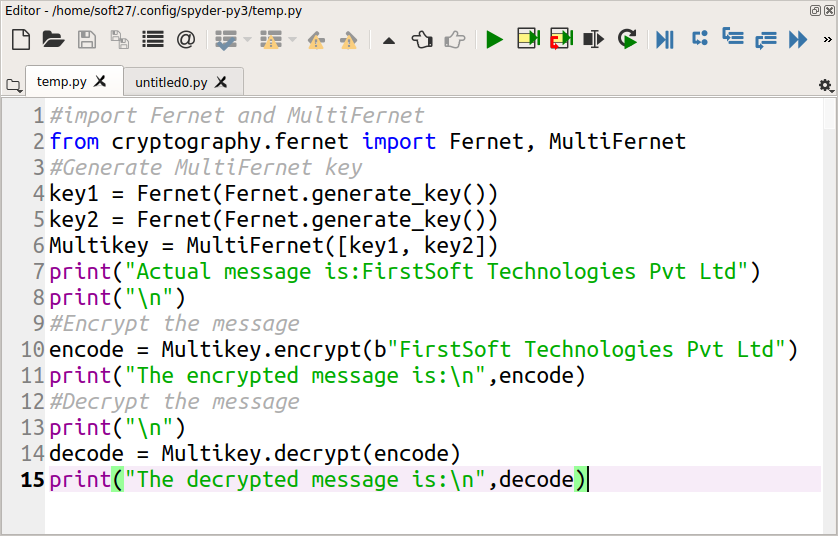 Editor - /home/soft27/.config/spyder-py3/temp.py
temp.py untitled0.py
1 #import Fernet and MultiFernet
2 from cryptography.fernet import Fernet, MultiFernet
3 #Generate MultiFernet key
4 key1 = Fernet(Fernet.generate_key())
5 key2 = Fernet(Fernet.generate_key())
6 Multikey = MultiFernet([key1, key2])
7 print("Actual message is:FirstSoft Technologies Pvt Ltd")
8 print("\n")
9 #Encrypt the message
10 encode = Multikey.encrypt(b"FirstSoft Technologies Pvt Ltd")
11 print("The encrypted message is:\n",encode)
12 #Decrypt the message
13 print("\n")
14 decode = Multikey.decrypt(encode)
15 print("The decrypted message is:\n",decode)